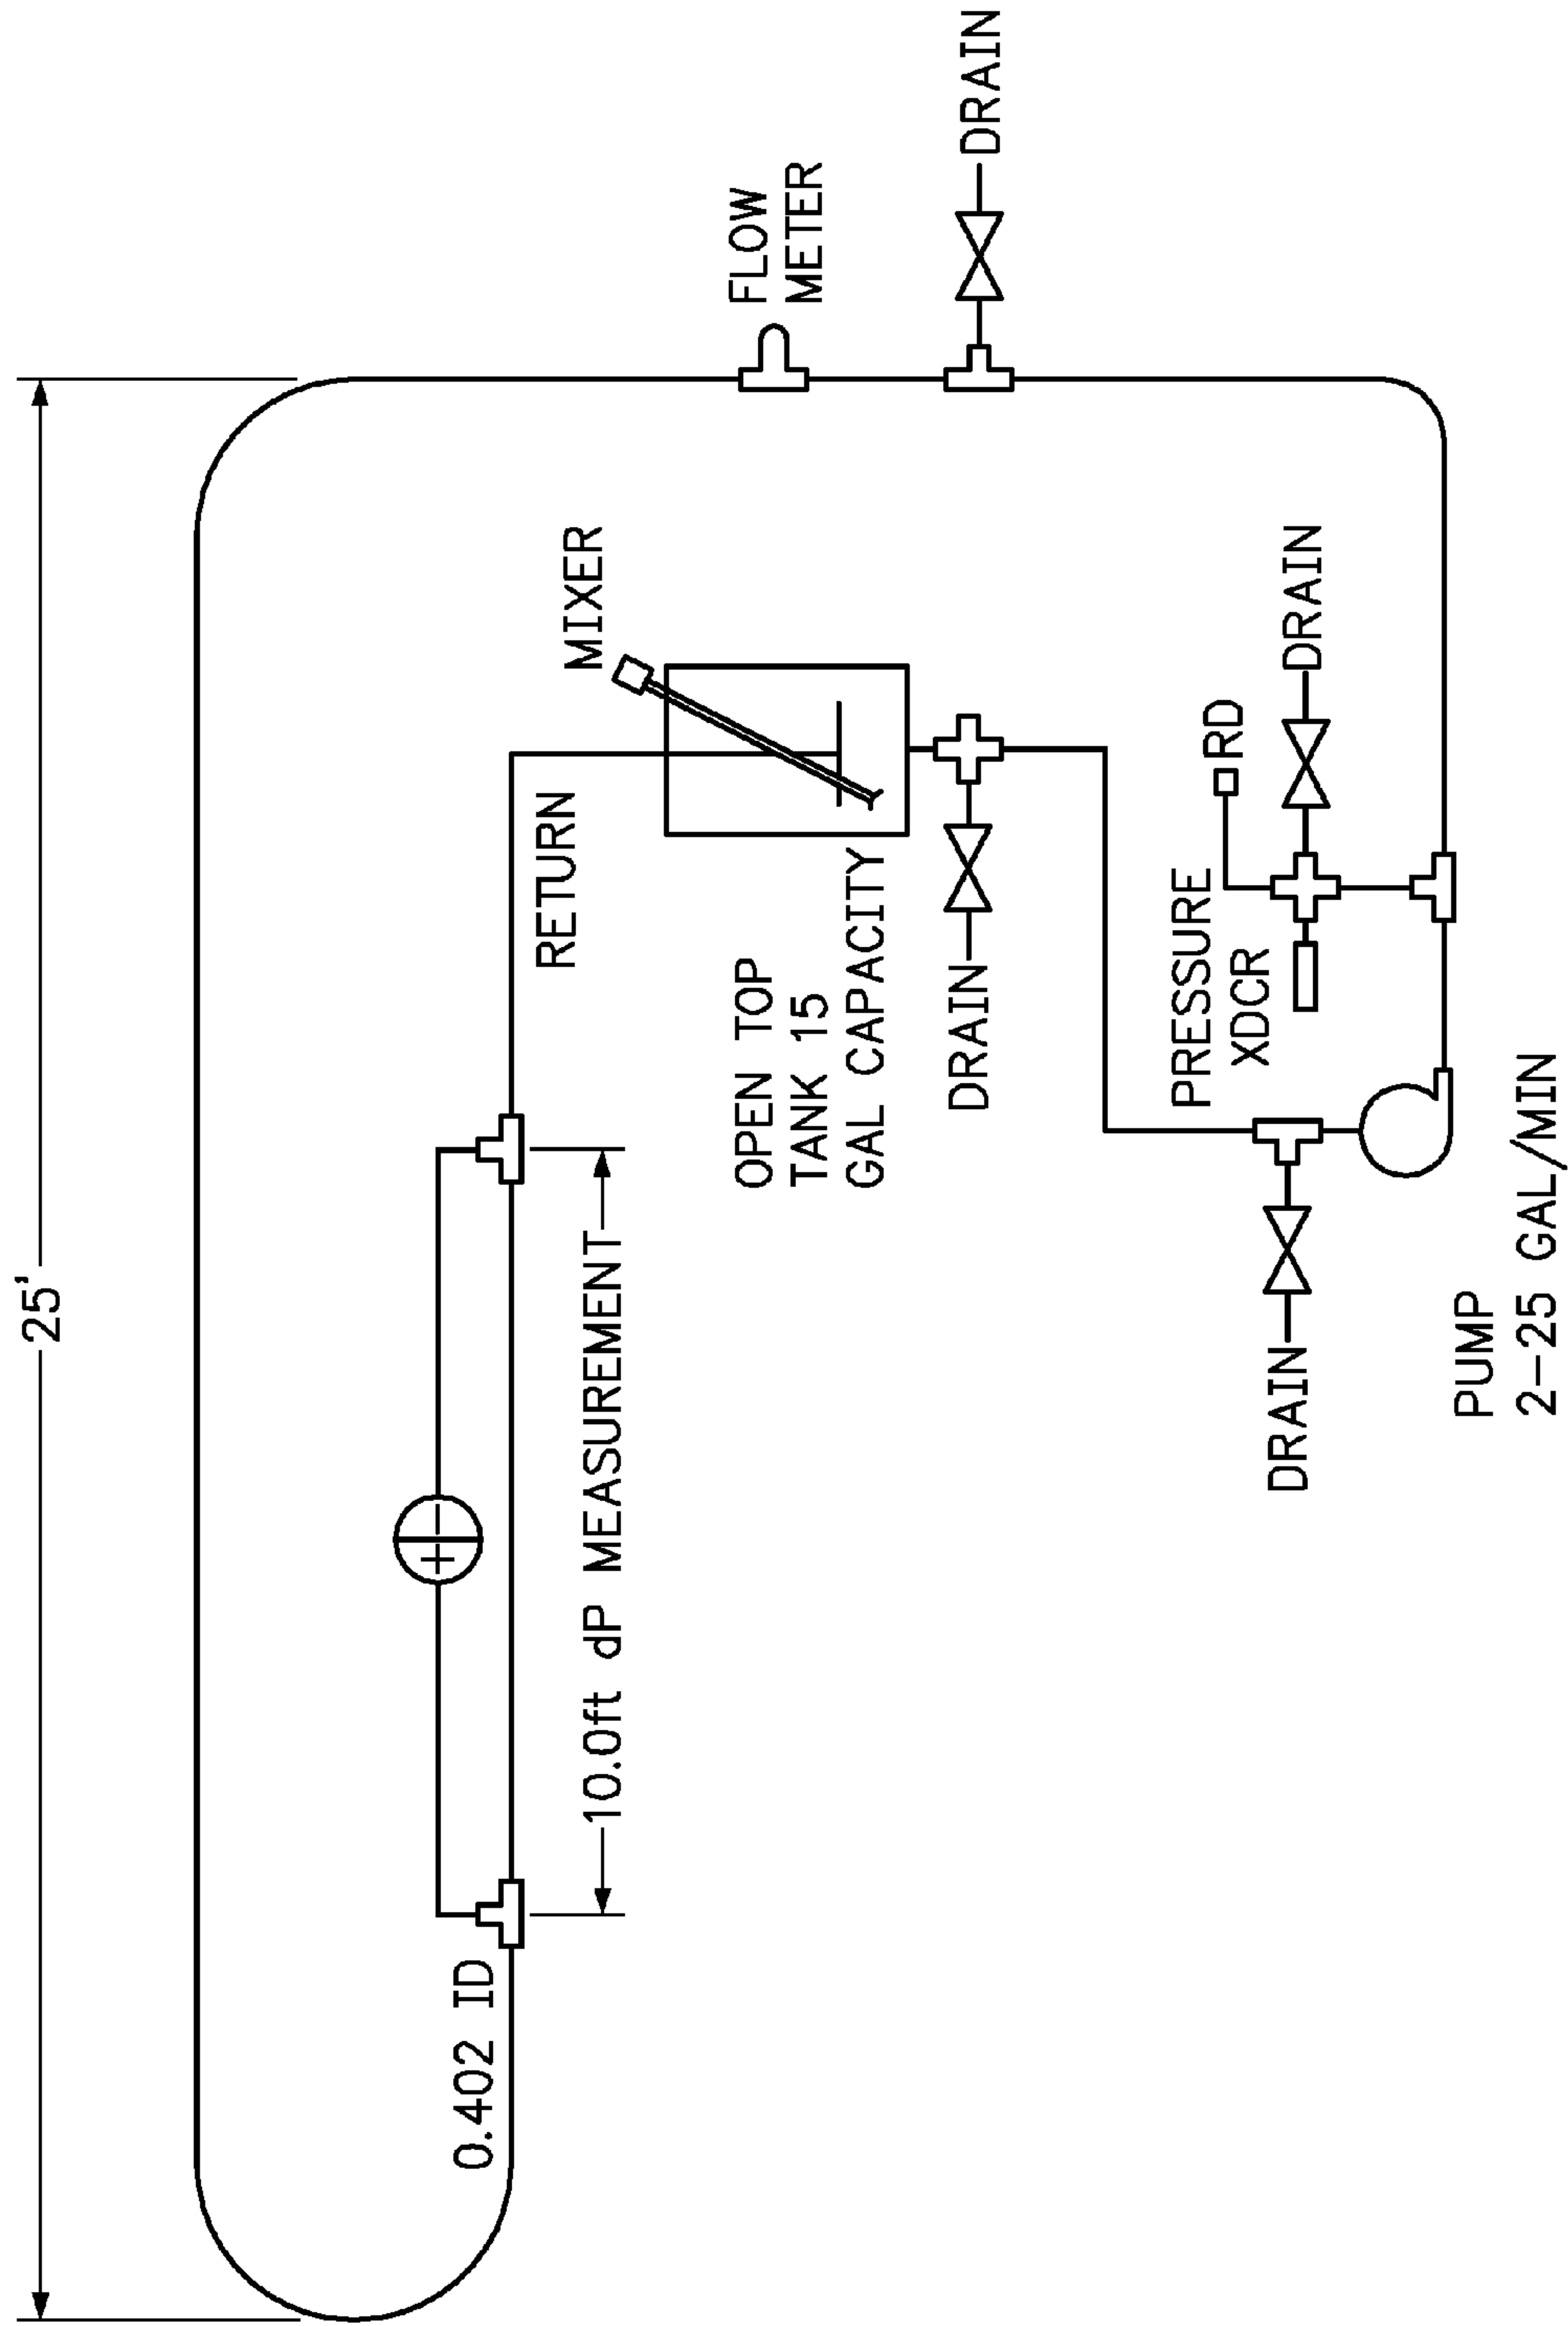 25'
0.402 ID
10.0ft dP MEASUREMENT
RETURN
MIXER
FLOW
METER
OPEN TOP
TANK 15
GAL CAPACITY
DRAIN
DRAIN
PRESSURE
XDCR
RD
DRAIN
DRAIN
PUMP
2-25 GAL/MIN
+
-